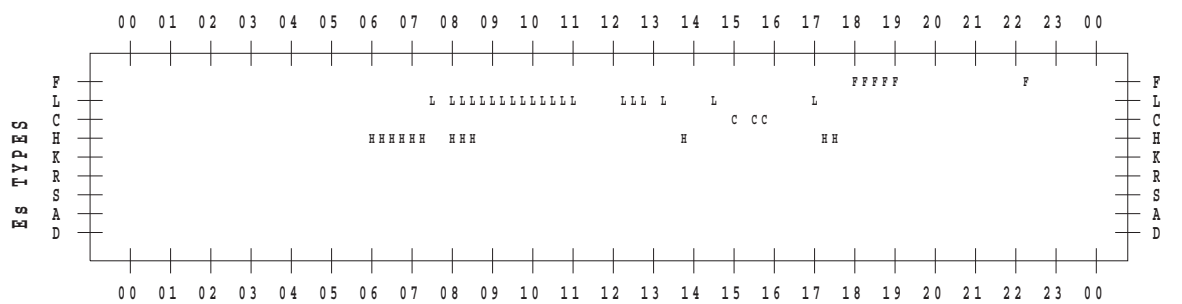 00 01 02 03 04 05 06 07 08 09 10 11 12 13 14 15 16 17 18 19 20 21 22 23 00
Es TYPES
F FFFFF F F
L L LLLLLLLLLLLLL LLL L L L L
C C CC C
H HHHHHH HHH H HH H
K K
R R
S S
A A
D D
00 01 02 03 04 05 06 07 08 09 10 11 12 13 14 15 16 17 18 19 20 21 22 23 00